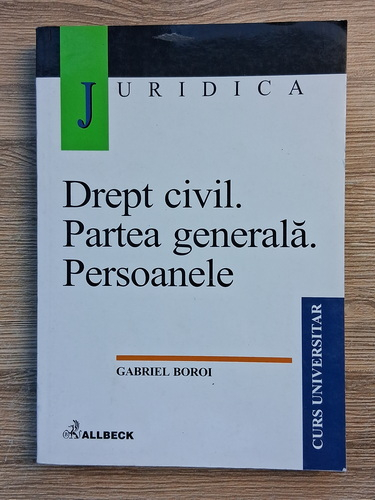 JURIDICA
Drept civil.
Partea generală.
Persoanele
GABRIEL BOROI
CURS UNIVERSITAR
ALLBECK